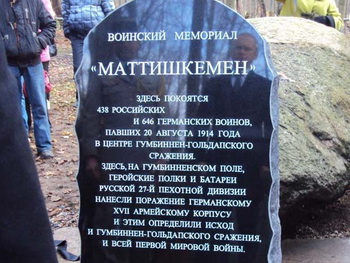 ВОИНСКИЙ МЕМОРИАЛ
«МАТТИШКЕМЕН»
ЗДЕСЬ ПОКОЯТСЯ
438 РОССИЙСКИХ
И 646 ГЕРМАНСКИХ ВОИНОВ,
ПАВШИХ 20 АВГУСТА 1914 ГОДА
В ЦЕНТРЕ ГУМБИННЕН-ГОЛЬДАПСКОГО
СРАЖЕНИЯ.
ЗДЕСЬ, НА ГУМБИННЕНСКОМ ПОЛЕ,
ГЕРОЙСКИЕ ПОЛКИ И БАТАРЕИ
РУССКОЙ 27-Й ПЕХОТНОЙ ДИВИЗИИ
НАНЕСЛИ ПОРАЖЕНИЕ ГЕРМАНСКОМУ
XVII АРМЕЙСКОМУ КОРПУСУ
И ЭТИМ ОПРЕДЕЛИЛИ ИСХОД
И ГУМБИННЕН-ГОЛЬДАПСКОГО СРАЖЕНИЯ,
И ВСЕЙ ПЕРВОЙ МИРОВОЙ ВОЙНЫ.